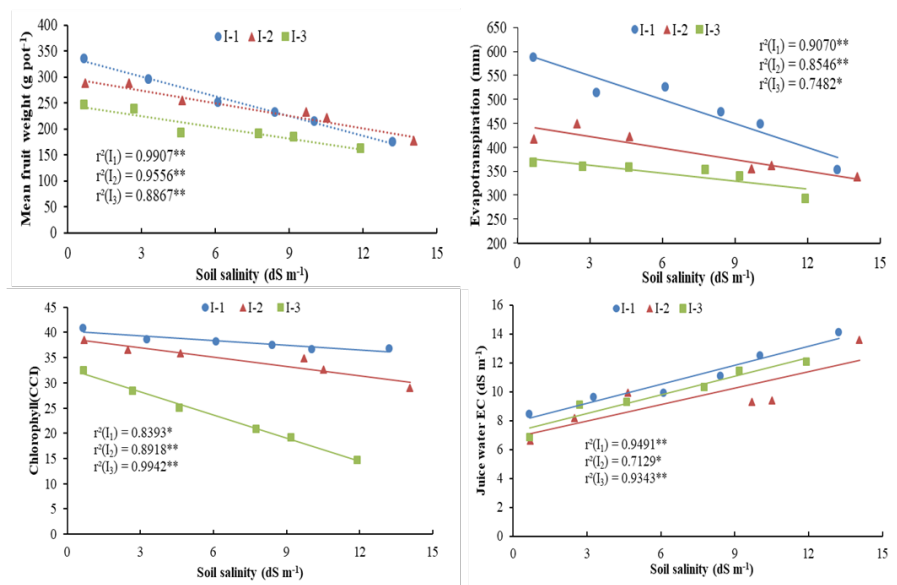 Mean fruit weight (g pot⁻¹)
400
350
300
250
200
150
100
50
0
I-1 I-2 I-3
r²(I₁) = 0.9907**
r²(I₂) = 0.9556**
r²(I₃) = 0.8867**
0 3 6 9 12 15
Soil salinity (dS m⁻¹)
Evapotranspiration (mm)
650
600
550
500
450
400
350
300
250
200
I-1 I-2 I-3
r²(I₁) = 0.9070**
r²(I₂) = 0.8546**
r²(I₃) = 0.7482*
0 3 6 9 12 15
Soil salinity (dS m⁻¹)
Chlorophyll(CCI)
45
40
35
30
25
20
15
10
5
0
I-1 I-2 I-3
r²(I₁) = 0.8393*
r²(I₂) = 0.8918**
r²(I₃) = 0.9942**
0 3 6 9 12 15
Soil salinity (dS m⁻¹)
Juice water EC (dS m⁻¹)
16
14
12
10
8
6
4
2
0
I-1 I-2 I-3
r²(I₁) = 0.9491**
r²(I₂) = 0.7129*
r²(I₃) = 0.9343**
0 3 6 9 12 15
Soil salinity (dS m⁻¹)